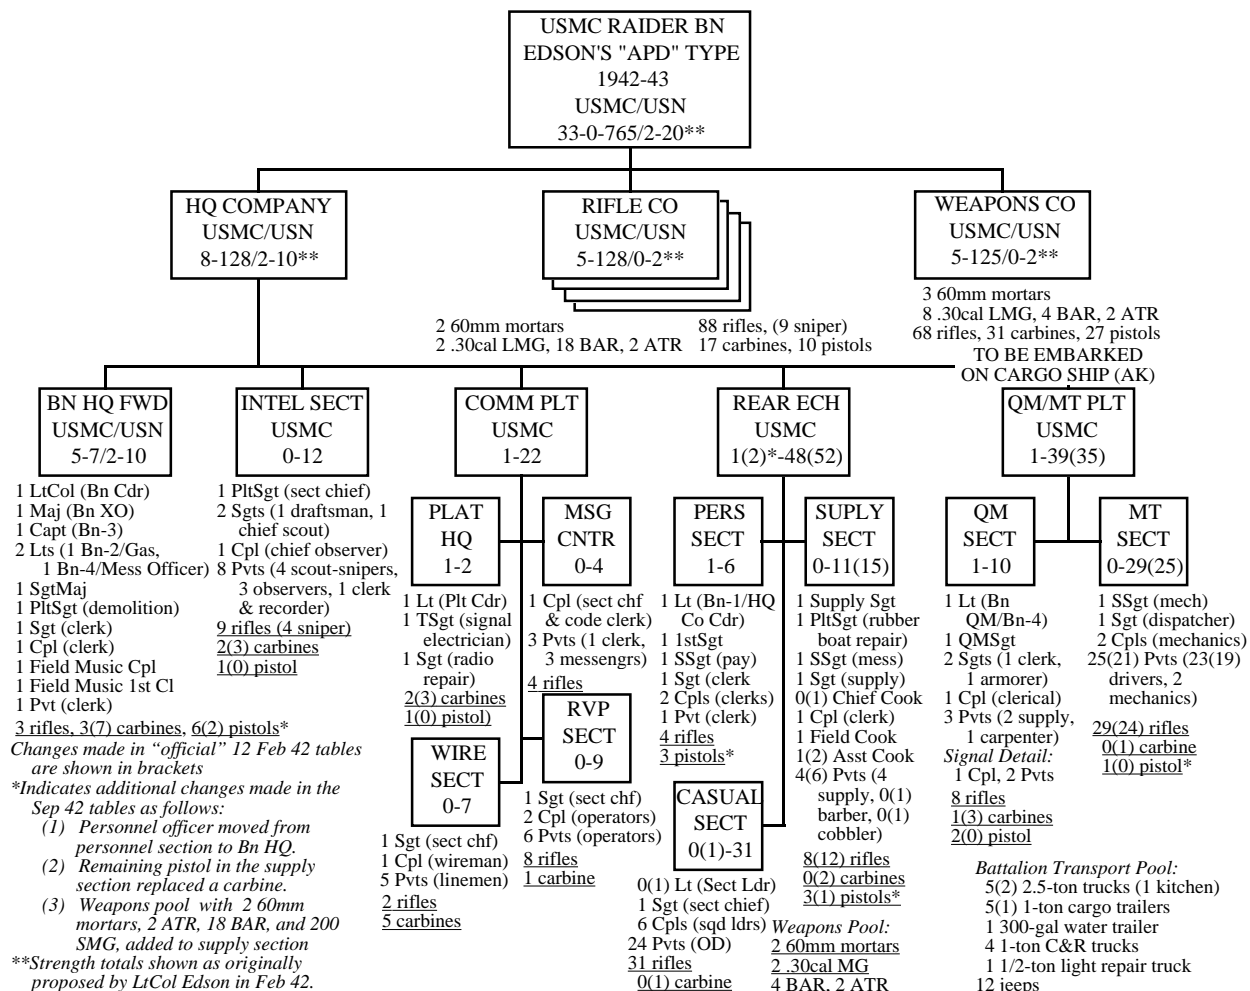 USMC RAIDER BN
EDSON'S "APD" TYPE
1942-43
USMC/USN
33-0-765/2-20**
HQ COMPANY
USMC/USN
8-128/2-10**
RIFLE CO
USMC/USN
5-128/0-2**
WEAPONS CO
USMC/USN
5-125/0-2**
2 60mm mortars
2 .30cal LMG, 18 BAR, 2 ATR
88 rifles, (9 sniper)
17 carbines, 10 pistols
3 60mm mortars
8 .30cal LMG, 4 BAR, 2 ATR
68 rifles, 31 carbines, 27 pistols
TO BE EMBARKED
ON CARGO SHIP (AK)
BN HQ FWD
USMC/USN
5-7/2-10
1 LtCol (Bn Cdr)
1 Maj (Bn XO)
1 Capt (Bn-3)
2 Lts (1 Bn-2/Gas,
1 Bn-4/Mess Officer)
1 SgtMaj
1 PltSgt (demolition)
1 Sgt (clerk)
1 Cpl (clerk)
1 Field Music Cpl
1 Field Music 1st Cl
1 Pvt (clerk)
3 rifles, 3(7) carbines, 6(2) pistols*
INTEL SECT
USMC
0-12
1 PltSgt (sect chief)
2 Sgts (1 draftsman, 1
chief scout)
1 Cpl (chief observer)
8 Pvts (4 scout-snipers,
3 observers, 1 clerk
& recorder)
9 rifles (4 sniper)
2(3) carbines
1(0) pistol
COMM PLT
USMC
1-22
PLAT
HQ
1-2
1 Lt (Plt Cdr)
1 TSgt (signal
electrician)
1 Sgt (radio
repair)
2(3) carbines
1(0) pistol)
MSG
CNTR
0-4
1 Cpl (sect chf
& code clerk)
3 Pvts (1 clerk,
3 messengrs)
4 rifles
WIRE
SECT
0-7
1 Sgt (sect chf)
1 Cpl (wireman)
5 Pvts (linemen)
2 rifles
5 carbines
RVP
SECT
0-9
1 Sgt (sect chf)
2 Cpl (operators)
6 Pvts (operators)
8 rifles
1 carbine
REAR ECH
USMC
1(2)*-48(52)
PERS
SECT
1-6
1 Lt (Bn-1/HQ
Co Cdr)
1 1stSgt
1 SSgt (pay)
1 Sgt (clerk
2 Cpls (clerks)
1 Pvt (clerk)
4 rifles
3 pistols*
SUPLY
SECT
0-11(15)
1 Supply Sgt
1 PltSgt (rubber
boat repair)
1 SSgt (mess)
1 Sgt (supply)
0(1) Chief Cook
1 Cpl (clerk)
1 Field Cook
1(2) Asst Cook
4(6) Pvts (4
supply, 0(1)
barber, 0(1)
cobbler)
8(12) rifles
0(2) carbines
3(1) pistols*
CASUAL
SECT
0(1)-31
0(1) Lt (Sect Ldr)
1 Sgt (sect chief)
6 Cpls (sqd ldrs)
24 Pvts (OD)
31 rifles
0(1) carbine
Weapons Pool:
2 60mm mortars
2 .30cal MG
4 BAR, 2 ATR
QM/MT PLT
USMC
1-39(35)
QM
SECT
1-10
1 Lt (Bn
QM/Bn-4)
1 QMSgt
2 Sgts (1 clerk,
1 armorer)
1 Cpl (clerical)
3 Pvts (2 supply,
1 carpenter)
Signal Detail:
1 Cpl, 2 Pvts
8 rifles
1(3) carbines
2(0) pistol
MT
SECT
0-29(25)
1 SSgt (mech)
1 Sgt (dispatcher)
2 Cpls (mechanics)
25(21) Pvts (23(19)
drivers, 2
mechanics)
29(24) rifles
0(1) carbine
1(0) pistol*
Battalion Transport Pool:
5(2) 2.5-ton trucks (1 kitchen)
5(1) 1-ton cargo trailers
1 300-gal water trailer
4 1-ton C&R trucks
1 1/2-ton light repair truck
12 jeeps
Changes made in “official” 12 Feb 42 tables
are shown in brackets
*Indicates additional changes made in the
Sep 42 tables as follows:
(1) Personnel officer moved from
personnel section to Bn HQ.
(2) Remaining pistol in the supply
section replaced a carbine.
(3) Weapons pool with 2 60mm
mortars, 2 ATR, 18 BAR, and 200
SMG, added to supply section
**Strength totals shown as originally
proposed by LtCol Edson in Feb 42.